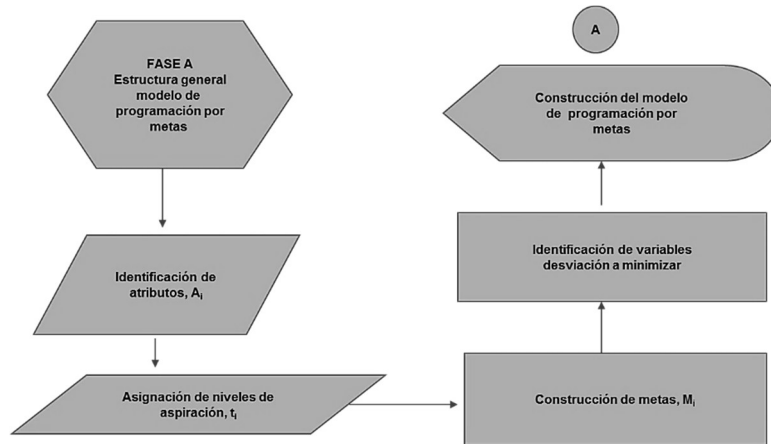 FASE A
Estructura general
modelo de
programación por
metas
Identificación de
atributos, Ai
Asignación de niveles de
aspiración, ti
Construcción de metas, Mi
Identificación de variables
desviación a minimizar
Construcción del modelo
de programación por
metas
A